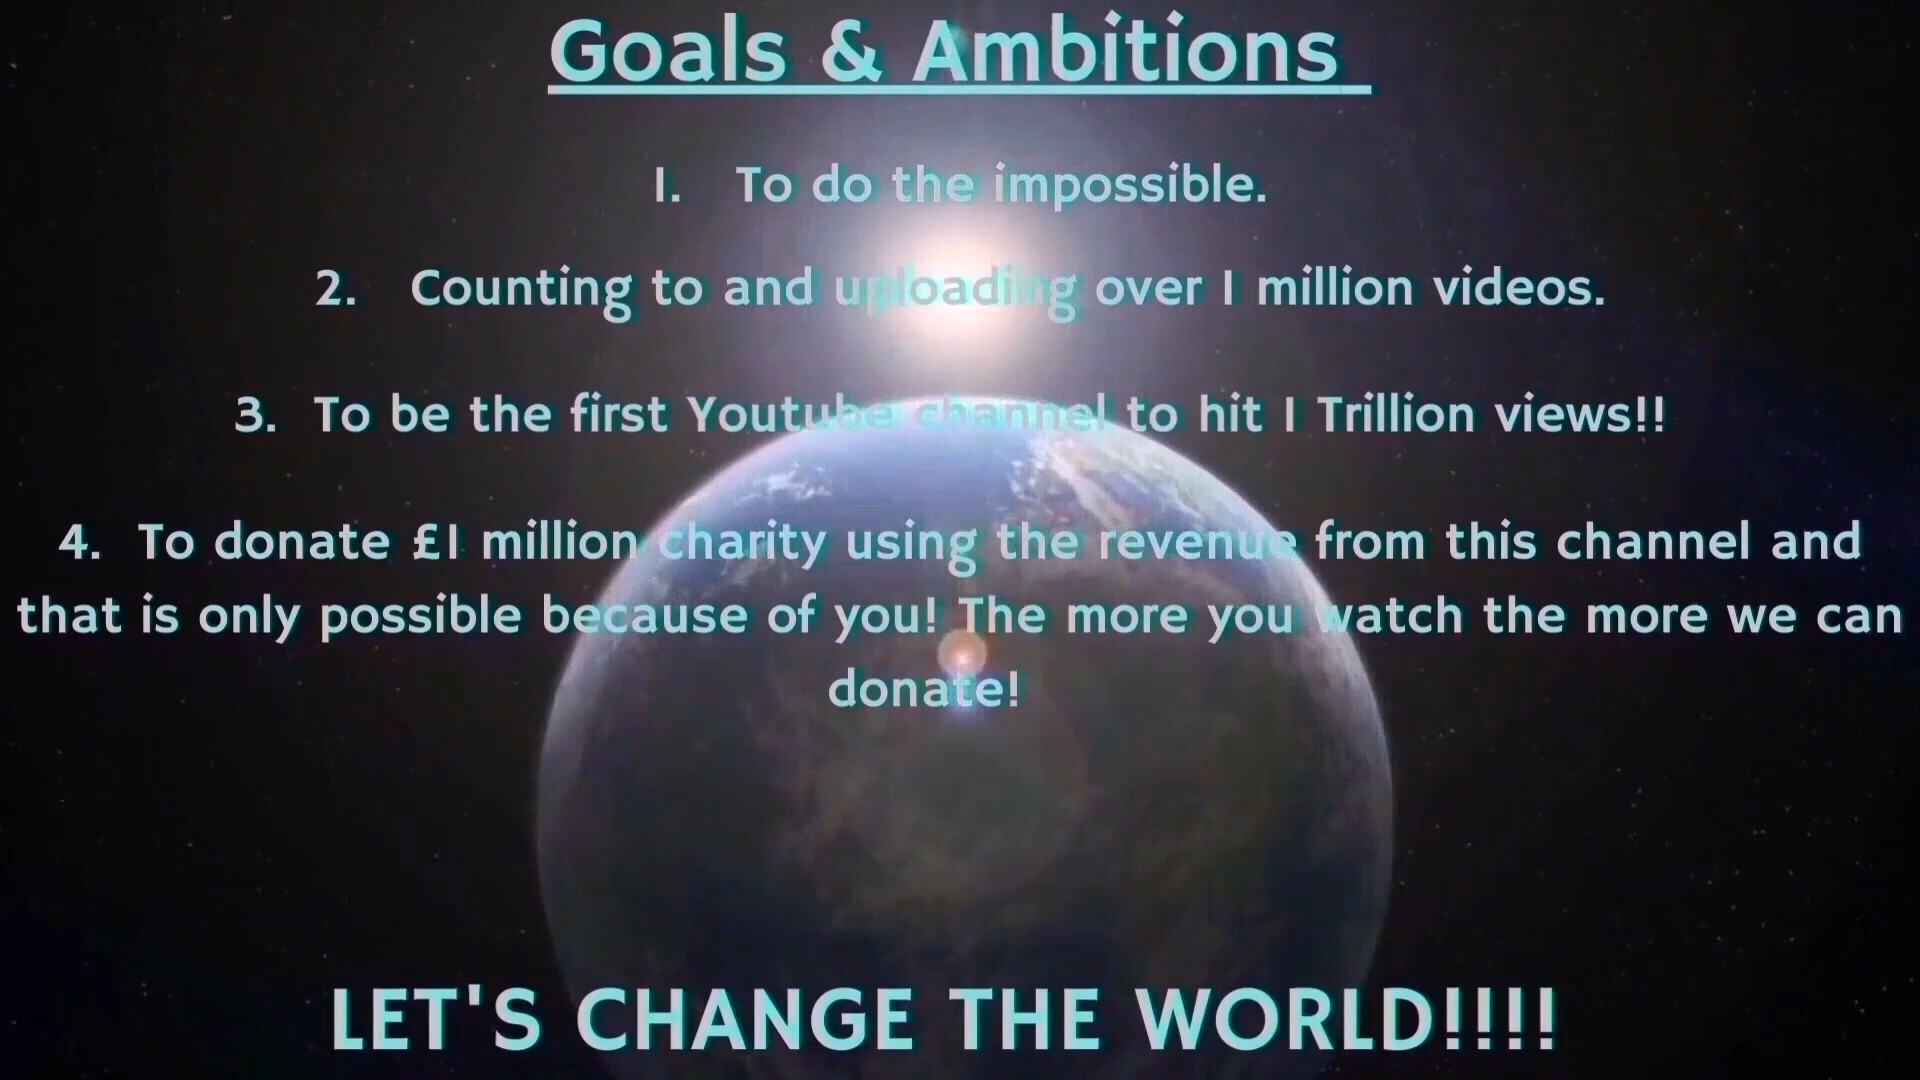 Goals & Ambitions
1. To do the impossible.
2. Counting to and uploading over 1 million videos.
3. To be the first Youtube channel to hit 1 Trillion views!!
4. To donate £1 million charity using the revenue from this channel and
that is only possible because of you! The more you watch the more we can
donate!
LET'S CHANGE THE WORLD!!!!